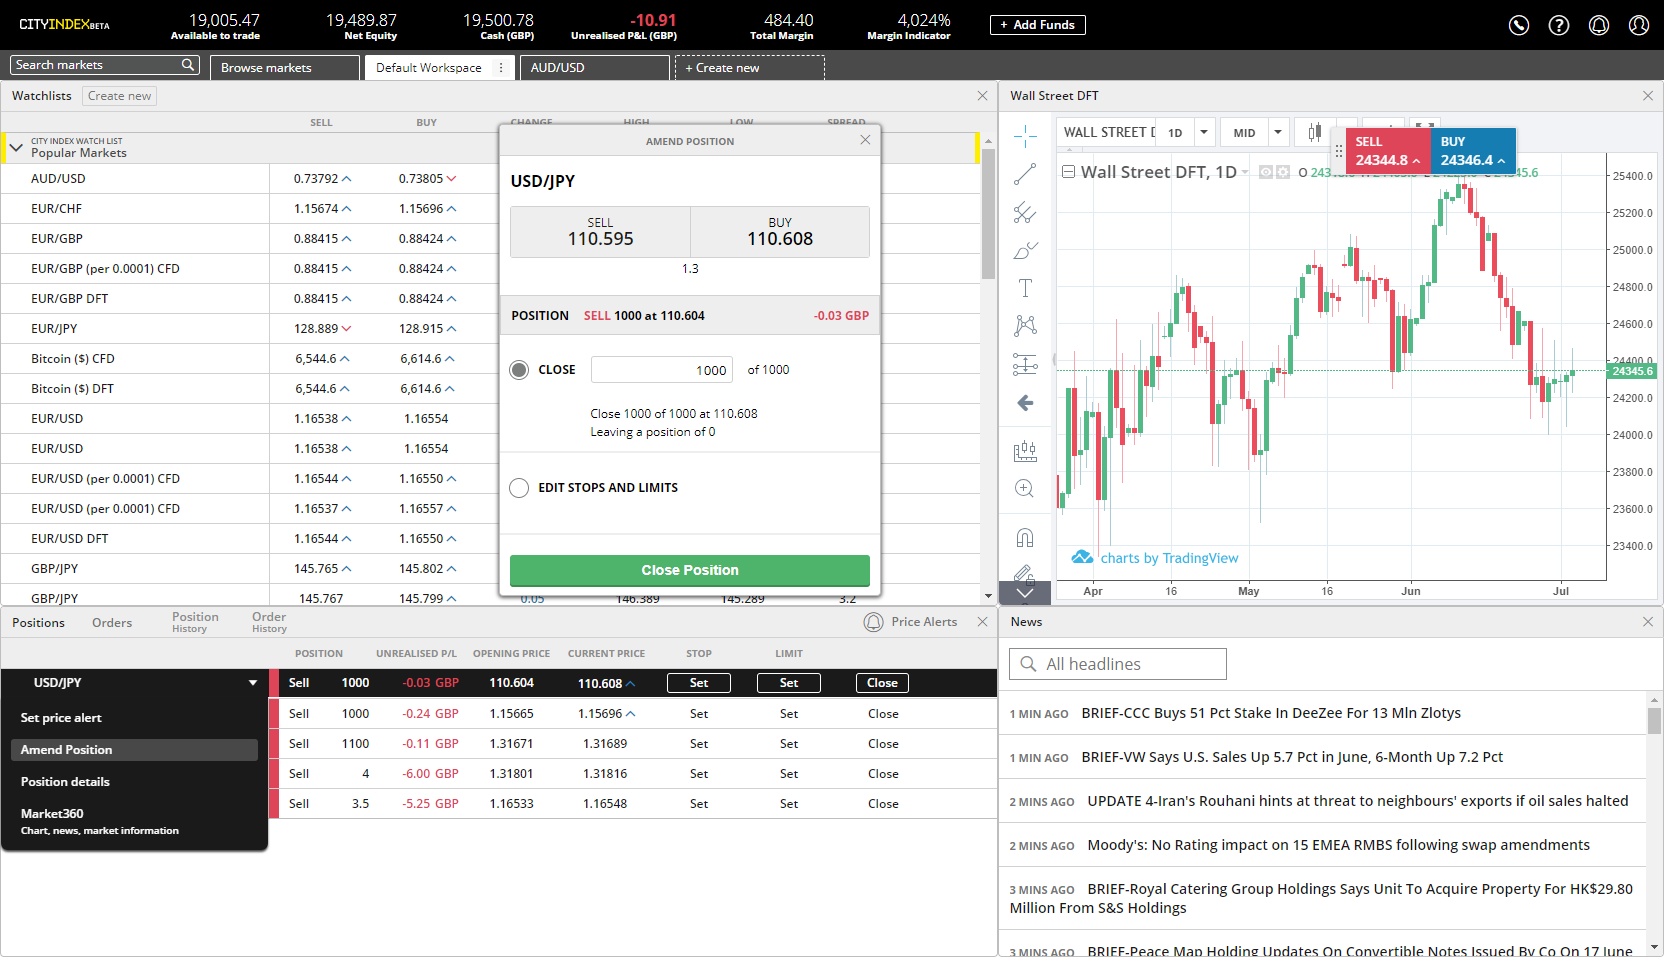 CITYINDEXBETA
19,005.47
Available to trade
19,489.87
Net Equity
19,500.78
Cash (GBP)
-10.91
Unrealised P&L (GBP)
484.40
Total Margin
4,024%
Margin Indicator
+ Add Funds
Search markets
Browse markets
Default Workspace
AUD/USD
+ Create new
Watchlists Create new
SELL BUY CHANGE HIGH LOW SPREAD
CITY INDEX WATCH LIST
Popular Markets
AUD/USD 0.73792 0.73805
EUR/CHF 1.15674 1.15696
EUR/GBP 0.88415 0.88424
EUR/GBP (per 0.0001) CFD 0.88415 0.88424
EUR/GBP DFT 0.88415 0.88424
EUR/JPY 128.889 128.915
Bitcoin ($) CFD 6,544.6 6,614.6
Bitcoin ($) DFT 6,544.6 6,614.6
EUR/USD 1.16538 1.16554
EUR/USD 1.16538 1.16554
EUR/USD (per 0.0001) CFD 1.16544 1.16550
EUR/USD (per 0.0001) CFD 1.16537 1.16557
EUR/USD DFT 1.16544 1.16550
GBP/JPY 145.765 145.802
GBP/JPY 145.767 145.799 0.05 146.389 145.289 3.2
AMEND POSITION
USD/JPY
SELL
110.595
BUY
110.608
1.3
POSITION SELL 1000 at 110.604 -0.03 GBP
CLOSE 1000 of 1000
Close 1000 of 1000 at 110.608
Leaving a position of 0
EDIT STOPS AND LIMITS
Close Position
Wall Street DFT
WALL STREET 1D MID
SELL
24344.8
BUY
24346.4
Wall Street DFT, 1D
25400.0
25200.0
25000.0
24800.0
24600.0
24400.0
24345.6
24200.0
24000.0
23800.0
23600.0
23400.0
charts by TradingView
Apr 16 May 16 Jun Jul
Positions Orders
Position
History
Order
History
Price Alerts
POSITION UNREALISED P/L OPENING PRICE CURRENT PRICE STOP LIMIT
USD/JPY Sell 1000 -0.03 GBP 110.604 110.608 Set Set Close
Sell 1000 -0.24 GBP 1.15665 1.15696 Set Set Close
Sell 1100 -0.11 GBP 1.31671 1.31689 Set Set Close
Sell 4 -6.00 GBP 1.31801 1.31816 Set Set Close
Sell 3.5 -5.25 GBP 1.16533 1.16548 Set Set Close
Set price alert
Amend Position
Position details
Market360
Chart, news, market information
News
All headlines
1 MIN AGO BRIEF-CCC Buys 51 Pct Stake In DeeZee For 13 Mln Zlotys
1 MIN AGO BRIEF-VW Says U.S. Sales Up 5.7 Pct in June, 6-Month Up 7.2 Pct
2 MINS AGO UPDATE 4-Iran's Rouhani hints at threat to neighbours' exports if oil sales halted
2 MINS AGO Moody's: No Rating impact on 15 EMEA RMBS following swap amendments
3 MINS AGO BRIEF-Royal Catering Group Holdings Says Unit To Acquire Property For HK$29.80
Million From S&S Holdings
3 MINS AGO BRIEF-Peace Map Holding Updates On Convertible Notes Issued By Co On 17 June